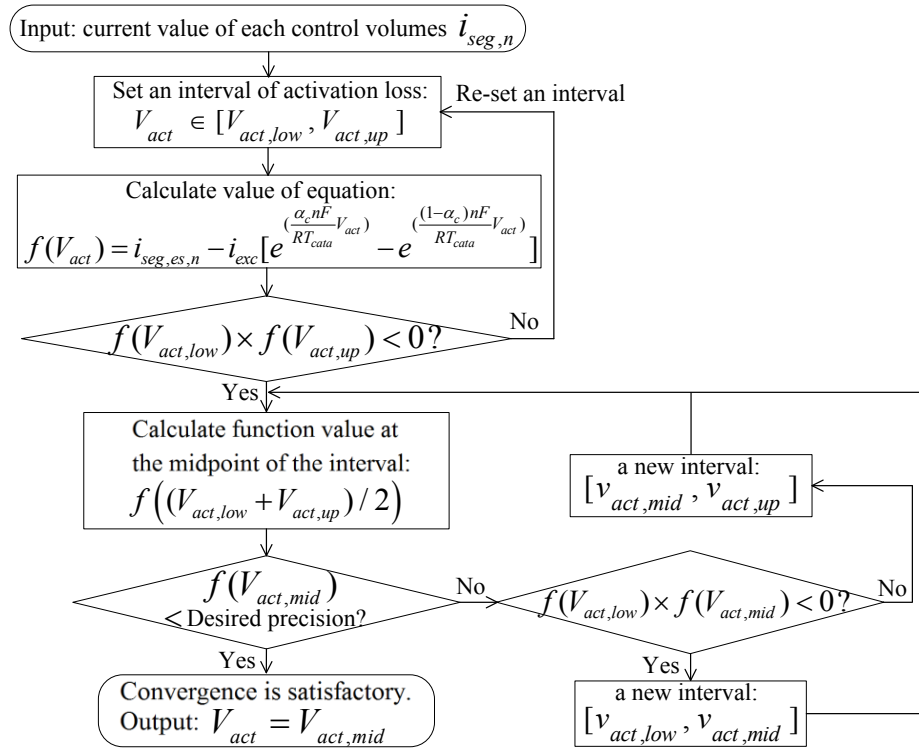 Input: current value of each control volumes i_{seg,n}
Set an interval of activation loss:
V_{act} ∈ [V_{act,low}, V_{act,up}]
Re-set an interval
Calculate value of equation:
f(V_{act}) = i_{seg,es,n} − i_{exc}[e^{(\frac{α_c nF}{RT_{cata}} V_{act})} − e^{(\frac{(1−α_c)nF}{RT_{cata}} V_{act})}]
f(V_{act,low}) × f(V_{act,up}) < 0?
No
Yes
Calculate function value at
the midpoint of the interval:
f((V_{act,low} + V_{act,up}) / 2)
a new interval:
[v_{act,mid}, v_{act,up}]
f(V_{act,mid})
< Desired precision?
No
f(V_{act,low}) × f(V_{act,mid}) < 0?
No
Yes
Yes
Convergence is satisfactory.
Output: V_{act} = V_{act,mid}
a new interval:
[v_{act,low}, v_{act,mid}]